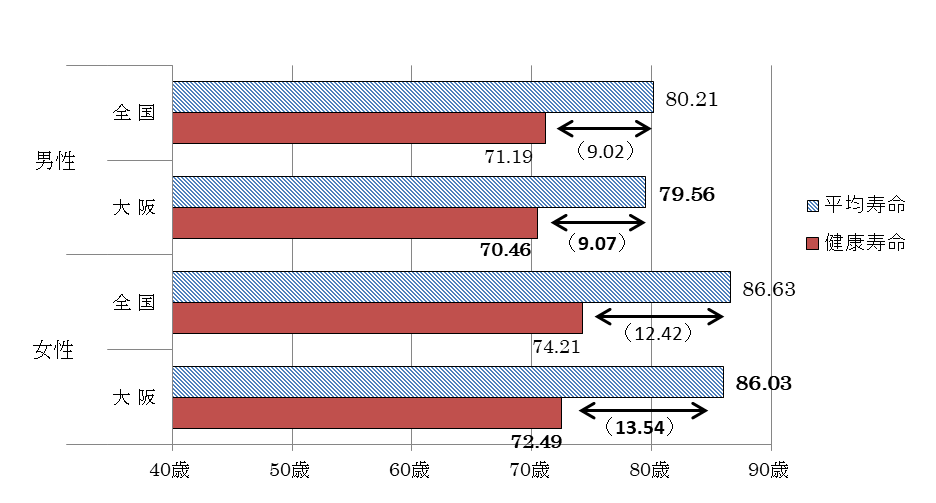 男性
全国
80.21
71.19
（9.02）
大阪
79.56
70.46
（9.07）
女性
全国
86.63
74.21
（12.42）
大阪
86.03
72.49
（13.54）
40歳 50歳 60歳 70歳 80歳 90歳
平均寿命
健康寿命